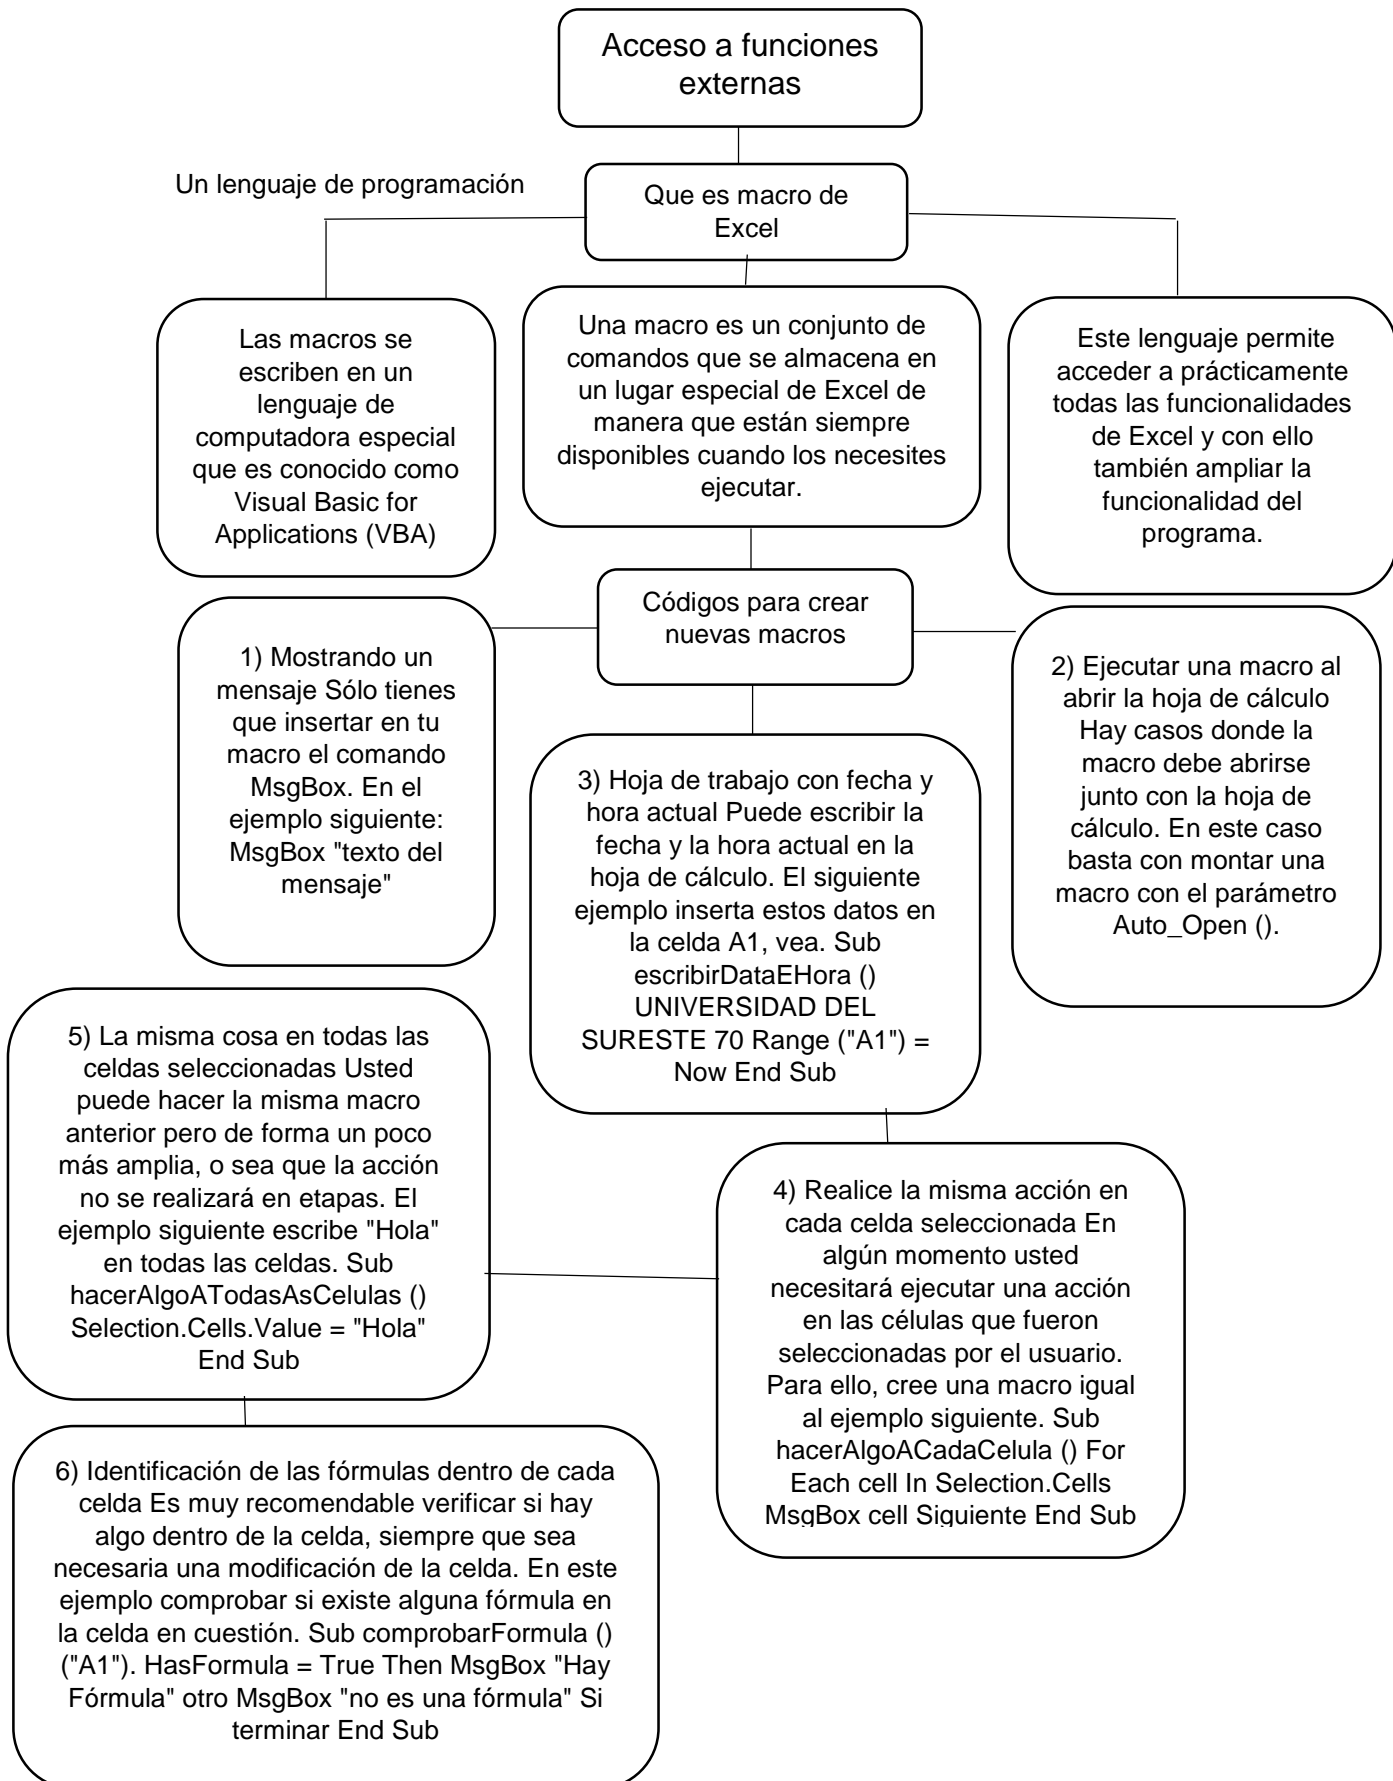 Acceso a funciones
externas
Un lenguaje de programación
Que es macro de
Excel
Las macros se
escriben en un
lenguaje de
computadora especial
que es conocido como
Visual Basic for
Applications (VBA)
Una macro es un conjunto de
comandos que se almacena en
un lugar especial de Excel de
manera que están siempre
disponibles cuando los necesites
ejecutar.
Este lenguaje permite
acceder a prácticamente
todas las funcionalidades
de Excel y con ello
también ampliar la
funcionalidad del
programa.
Códigos para crear
nuevas macros
1) Mostrando un
mensaje Sólo tienes
que insertar en tu
macro el comando
MsgBox. En el
ejemplo siguiente:
MsgBox "texto del
mensaje"
2) Ejecutar una macro al
abrir la hoja de cálculo
Hay casos donde la
macro debe abrirse
junto con la hoja de
cálculo. En este caso
basta con montar una
macro con el parámetro
Auto_Open ().
3) Hoja de trabajo con fecha y
hora actual Puede escribir la
fecha y la hora actual en la
hoja de cálculo. El siguiente
ejemplo inserta estos datos en
la celda A1, vea. Sub
escribirDataEHora ()
UNIVERSIDAD DEL
SURESTE 70 Range ("A1") =
Now End Sub
5) La misma cosa en todas las
celdas seleccionadas Usted
puede hacer la misma macro
anterior pero de forma un poco
más amplia, o sea que la acción
no se realizará en etapas. El
ejemplo siguiente escribe "Hola"
en todas las celdas. Sub
hacerAlgoATodasAsCelulas ()
Selection.Cells.Value = "Hola"
End Sub
4) Realice la misma acción en
cada celda seleccionada En
algún momento usted
necesitará ejecutar una acción
en las células que fueron
seleccionadas por el usuario.
Para ello, cree una macro igual
al ejemplo siguiente. Sub
hacerAlgoACadaCelula () For
Each cell In Selection.Cells
MsgBox cell Siguiente End Sub
6) Identificación de las fórmulas dentro de cada
celda Es muy recomendable verificar si hay
algo dentro de la celda, siempre que sea
necesaria una modificación de la celda. En este
ejemplo comprobar si existe alguna fórmula en
la celda en cuestión. Sub comprobarFormula ()
("A1"). HasFormula = True Then MsgBox "Hay
Fórmula" otro MsgBox "no es una fórmula" Si
terminar End Sub